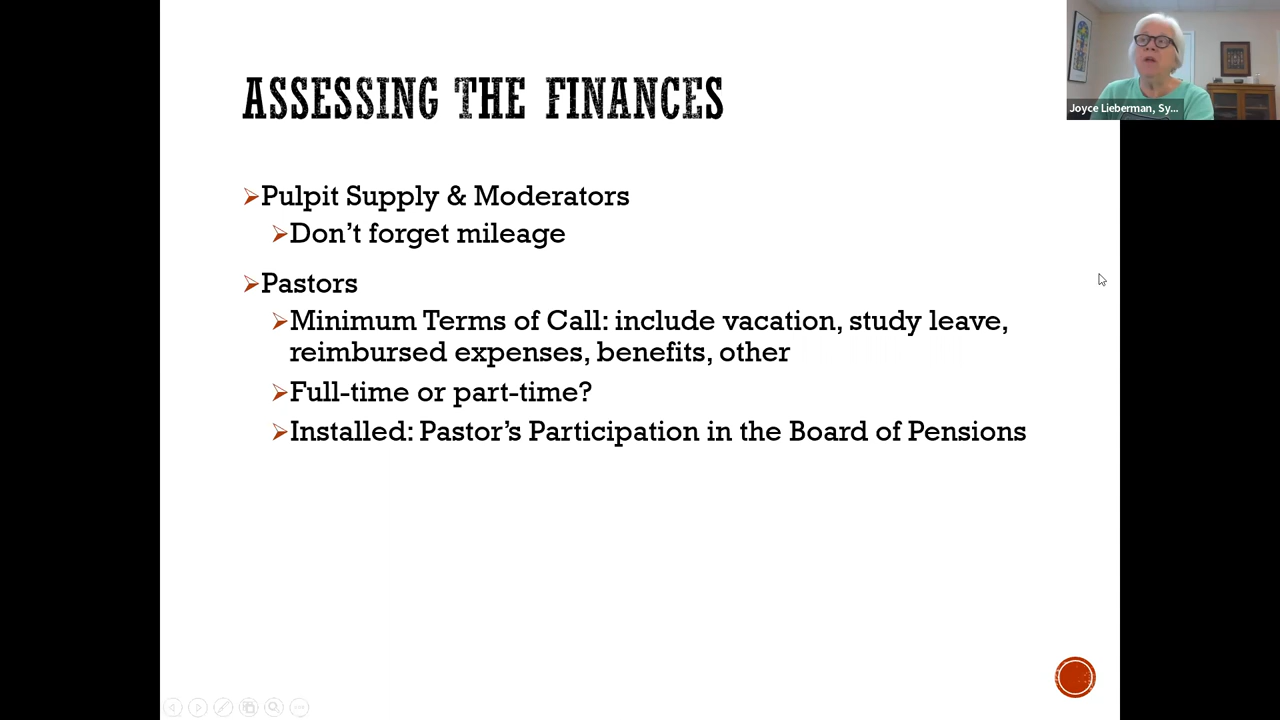 ASSESSING THE FINANCES
Joyce Lieberman, Sy...
Pulpit Supply & Moderators
Don't forget mileage
Pastors
Minimum Terms of Call: include vacation, study leave,
reimbursed expenses, benefits, other
Full-time or part-time?
Installed: Pastor's Participation in the Board of Pensions